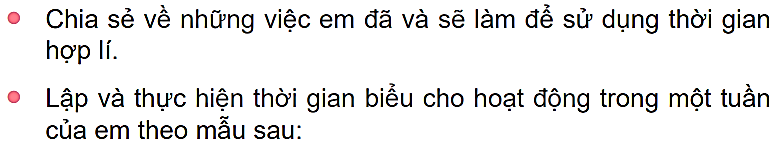 Chia sẻ về những việc em đã và sẽ làm để sử dụng thời gian
hợp lí.
Lập và thực hiện thời gian biểu cho hoạt động trong một tuần
của em theo mẫu sau: